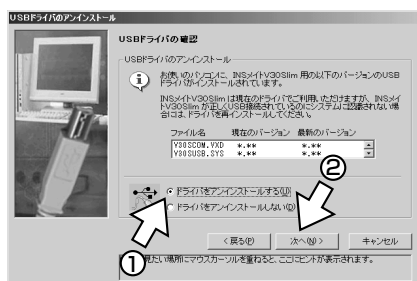 USBドライバのアンインストール
USBドライバの確認
USBドライバのアンインストール
お使いのパソコンに、INSメイトV30Slim 用の以下のバージョンのUSB
ドライバがインストールされています。
INSメイトV30Slim は現在のドライバでご利用いただけますが、INSメイ
トV30Slim が正しくUSB接続されているのにシステムに認識されない場
合には、ドライバを再インストールしてください。
ファイル名 現在のバージョン 最新のバージョン
V30SCOM.VXD *.** *.**
V30SUSB.SYS *.** *.**
②
ドライバをアンインストールする(U)
ドライバをアンインストールしない(D)
①
< 戻る(P) 次へ(N) > キャンセル
見たい場所にマウスカーソルを重ねると、ここにヒントが表示されます。